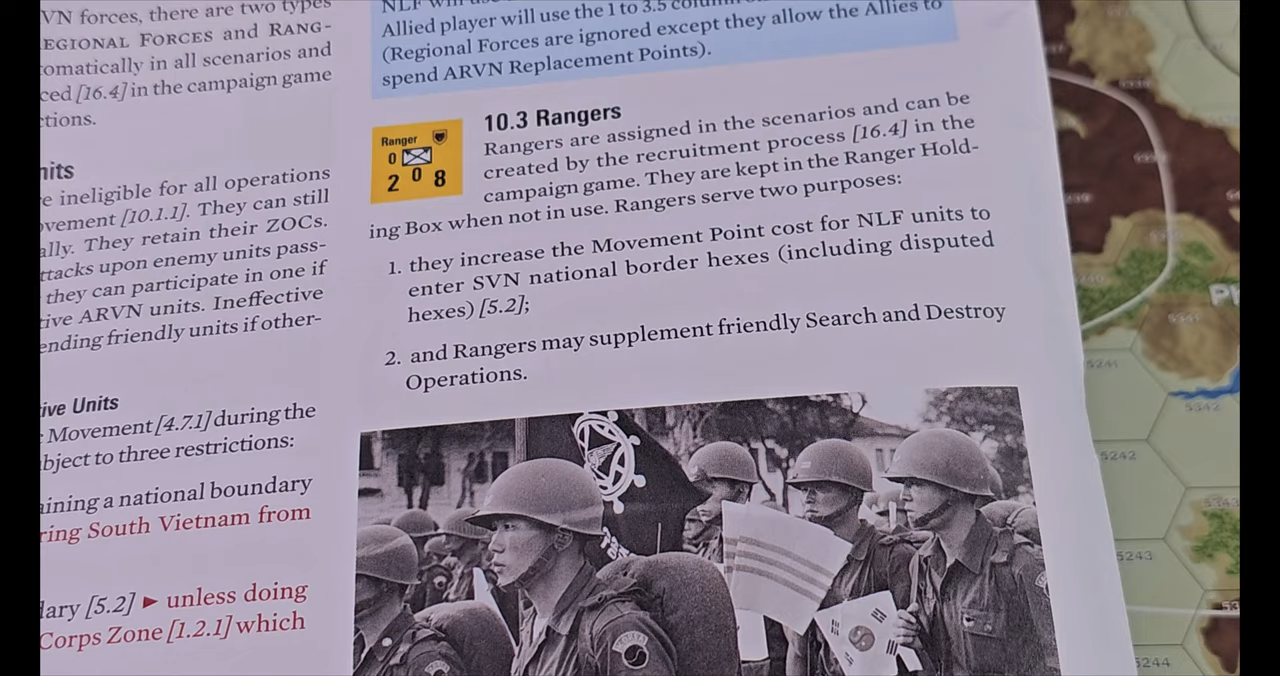 VN forces, there are two types
EGIONAL FORCES and RANG-
omatically in all scenarios and
ced [16.4] in the campaign game
ctions.
nits
e ineligible for all operations
vement [10.1.1]. They can still
ally. They retain their ZOCs.
ttacks upon enemy units pass-
they can participate in one if
tive ARVN units. Ineffective
ending friendly units if other-
ive Units
Movement [4.7.1] during the
bject to three restrictions:
aining a national boundary
ring South Vietnam from
dary [5.2] ► unless doing
Corps Zone [1.2.1] which
NLF will
Allied player will use the 1 to 3.5 column
(Regional Forces are ignored except they allow the Allies to
spend ARVN Replacement Points).
Ranger
0
2 0 8
10.3 Rangers
Rangers are assigned in the scenarios and can be
created by the recruitment process [16.4] in the
campaign game. They are kept in the Ranger Hold-
ing Box when not in use. Rangers serve two purposes:
1. they increase the Movement Point cost for NLF units to
enter SVN national border hexes (including disputed
hexes) [5.2];
2. and Rangers may supplement friendly Search and Destroy
Operations.
5241
5341
5342
5242
5343
5243
5244